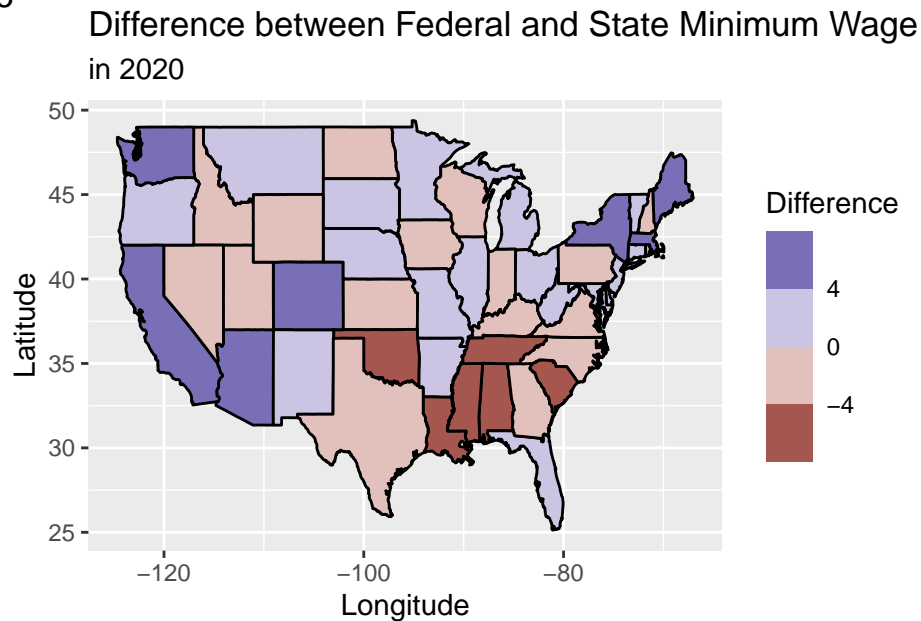 Difference between Federal and State Minimum Wage
in 2020
50
45
40
35
30
25
Latitude
−120
−100
−80
Longitude
Difference
4
0
−4